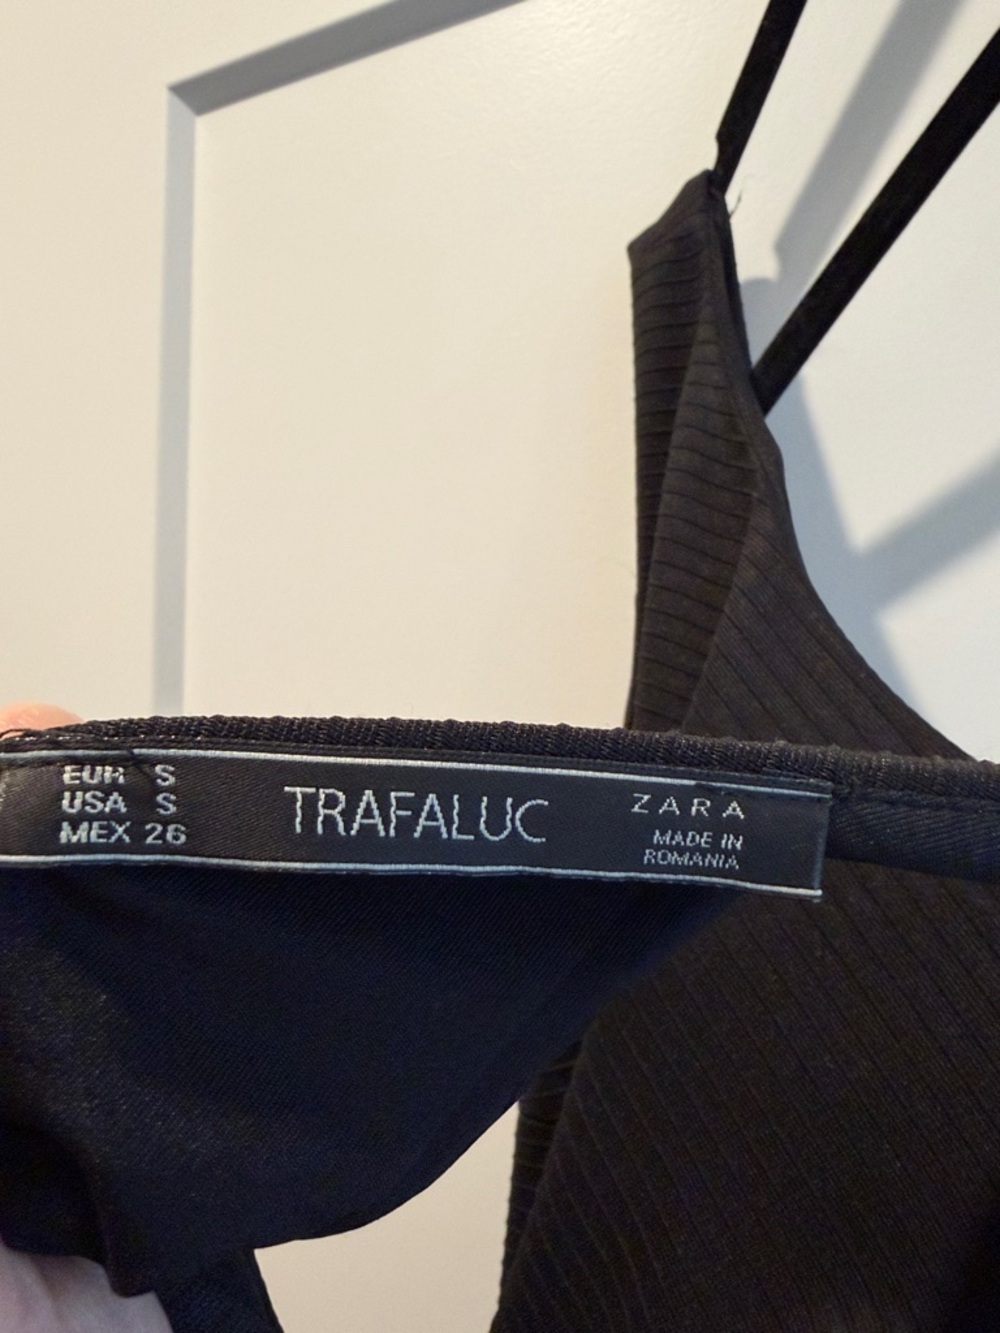 EUR S
USA S
MEX 26
TRAFALUC
ZARA
MADE IN
ROMANIA